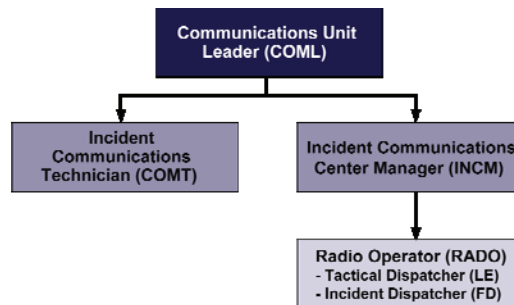 Communications Unit
Leader (COML)
Incident
Communications
Technician (COMT)
Incident Communications
Center Manager (INCM)
Radio Operator (RADO)
- Tactical Dispatcher (LE)
- Incident Dispatcher (FD)